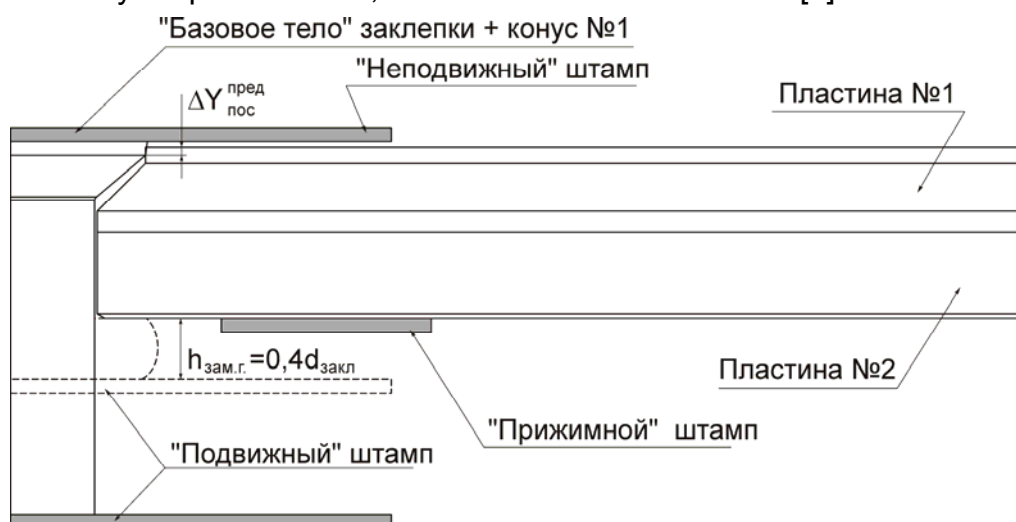 "Базовое тело" заклепки + конус №1
"Неподвижный" штамп
ΔY пред пос
Пластина №1
h зам.г. =0,4d закл
Пластина №2
"Прижимной" штамп
"Подвижный" штамп